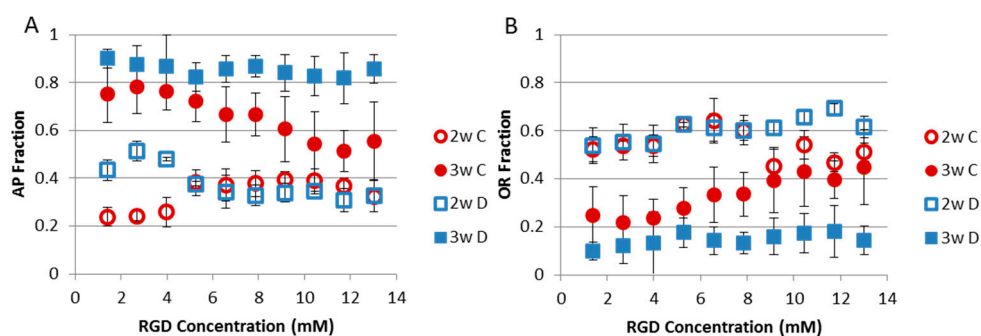 A
AP Fraction
1
0.8
0.6
0.4
0.2
0
0 2 4 6 8 10 12 14
RGD Concentration (mM)
2w C
3w C
2w D
3w D
B
OR Fraction
1
0.8
0.6
0.4
0.2
0
0 2 4 6 8 10 12 14
RGD Concentration (mM)
2w C
3w C
2w D
3w D